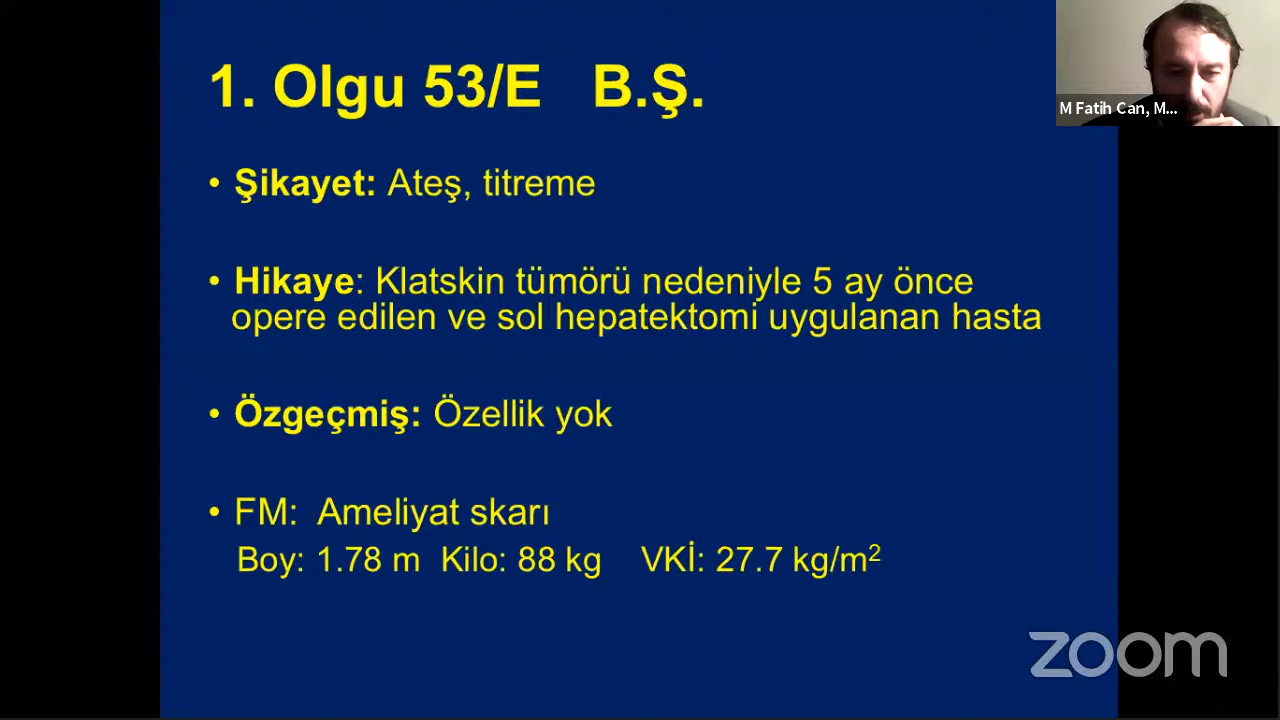 1. Olgu 53/E B.Ş.
M Fatih Can, M...
• Şikayet: Ateş, titreme
• Hikaye: Klatskin tümörü nedeniyle 5 ay önce
opere edilen ve sol hepatektomi uygulanan hasta
• Özgeçmiş: Özellik yok
• FM: Ameliyat skarı
Boy: 1.78 m Kilo: 88 kg VKİ: 27.7 kg/m²
zoom